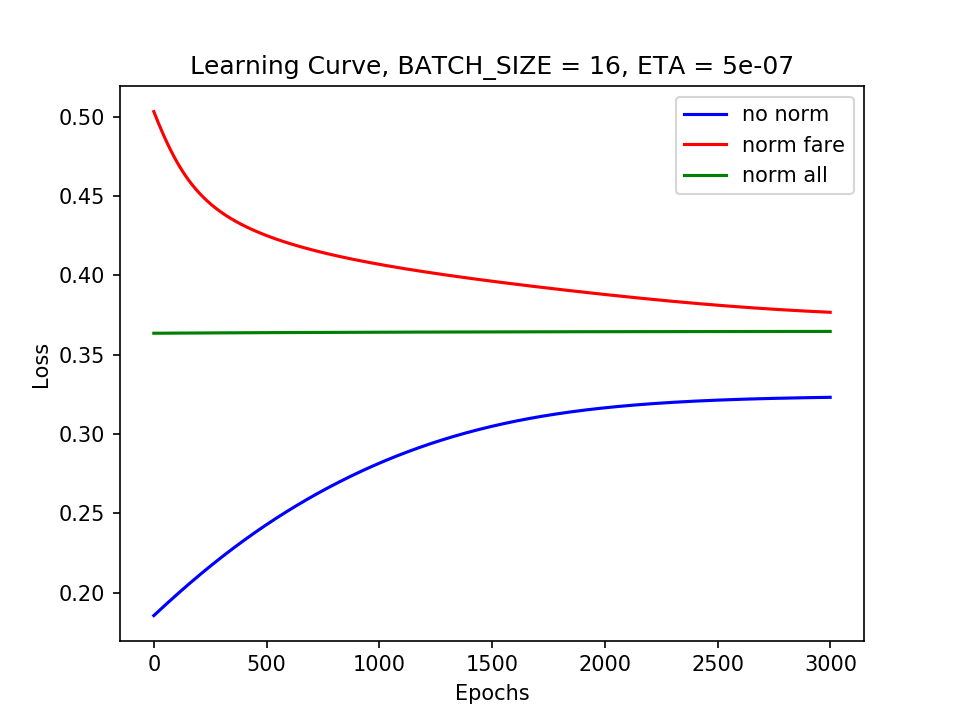 Learning Curve, BATCH_SIZE = 16, ETA = 5e-07
no norm
norm fare
norm all
Loss
0.50
0.45
0.40
0.35
0.30
0.25
0.20
0 500 1000 1500 2000 2500 3000
Epochs